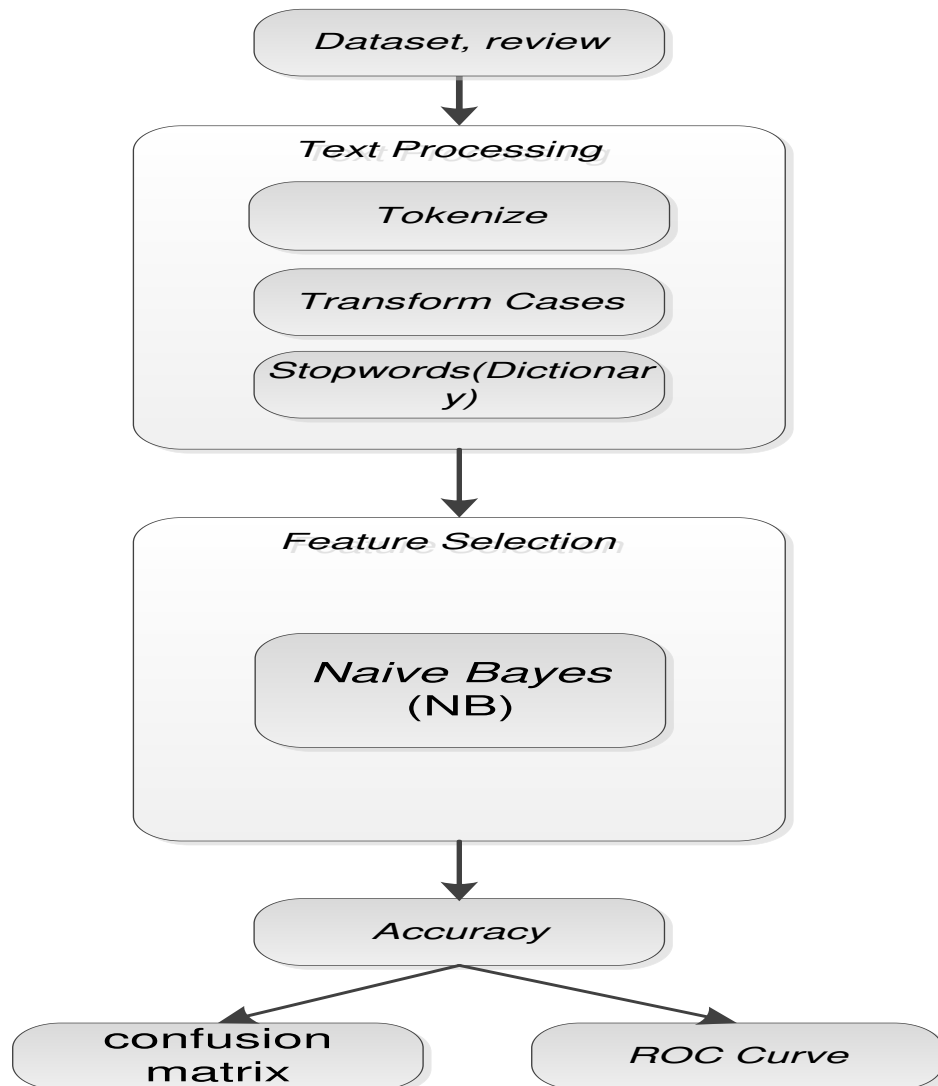 Dataset, review
Text Processing
Tokenize
Transform Cases
Stopwords(Dictionar
y)
Feature Selection
Naive Bayes
(NB)
Accuracy
confusion
matrix
ROC Curve